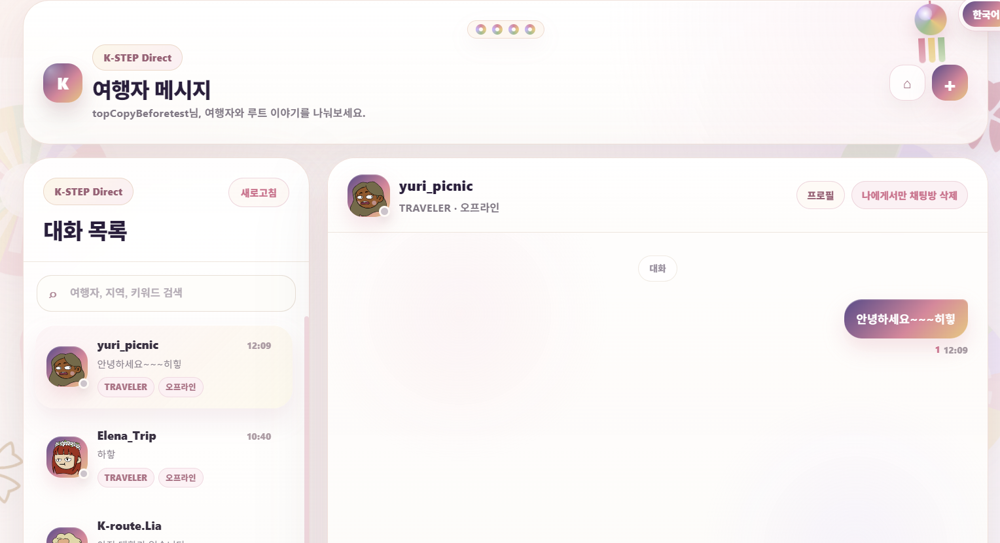 한국어
K-STEP Direct
K
여행자 메시지
topCopyBeforetest님, 여행자와 루트 이야기를 나눠보세요.
K-STEP Direct
새로고침
대화 목록
여행자, 지역, 키워드 검색
yuri_picnic
12:09
안녕하세요~~~히힣
TRAVELER
오프라인
Elena_Trip
10:40
하핳
TRAVELER
오프라인
K-route.Lia
yuri_picnic
TRAVELER · 오프라인
프로필
나에게서만 채팅방 삭제
대화
안녕하세요~~~히힣
1 12:09